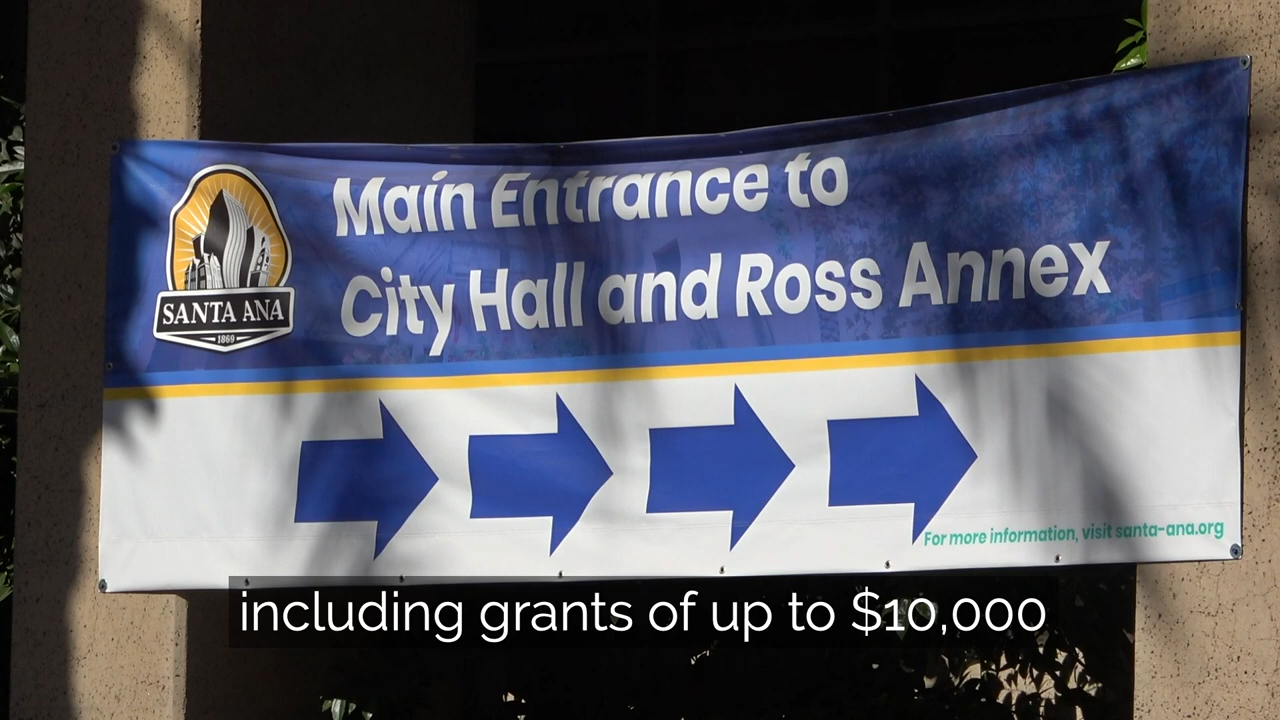 Main Entrance to
City Hall and Ross Annex
SANTA ANA
1869
For more information, visit santa-ana.org
including grants of up to $10,000